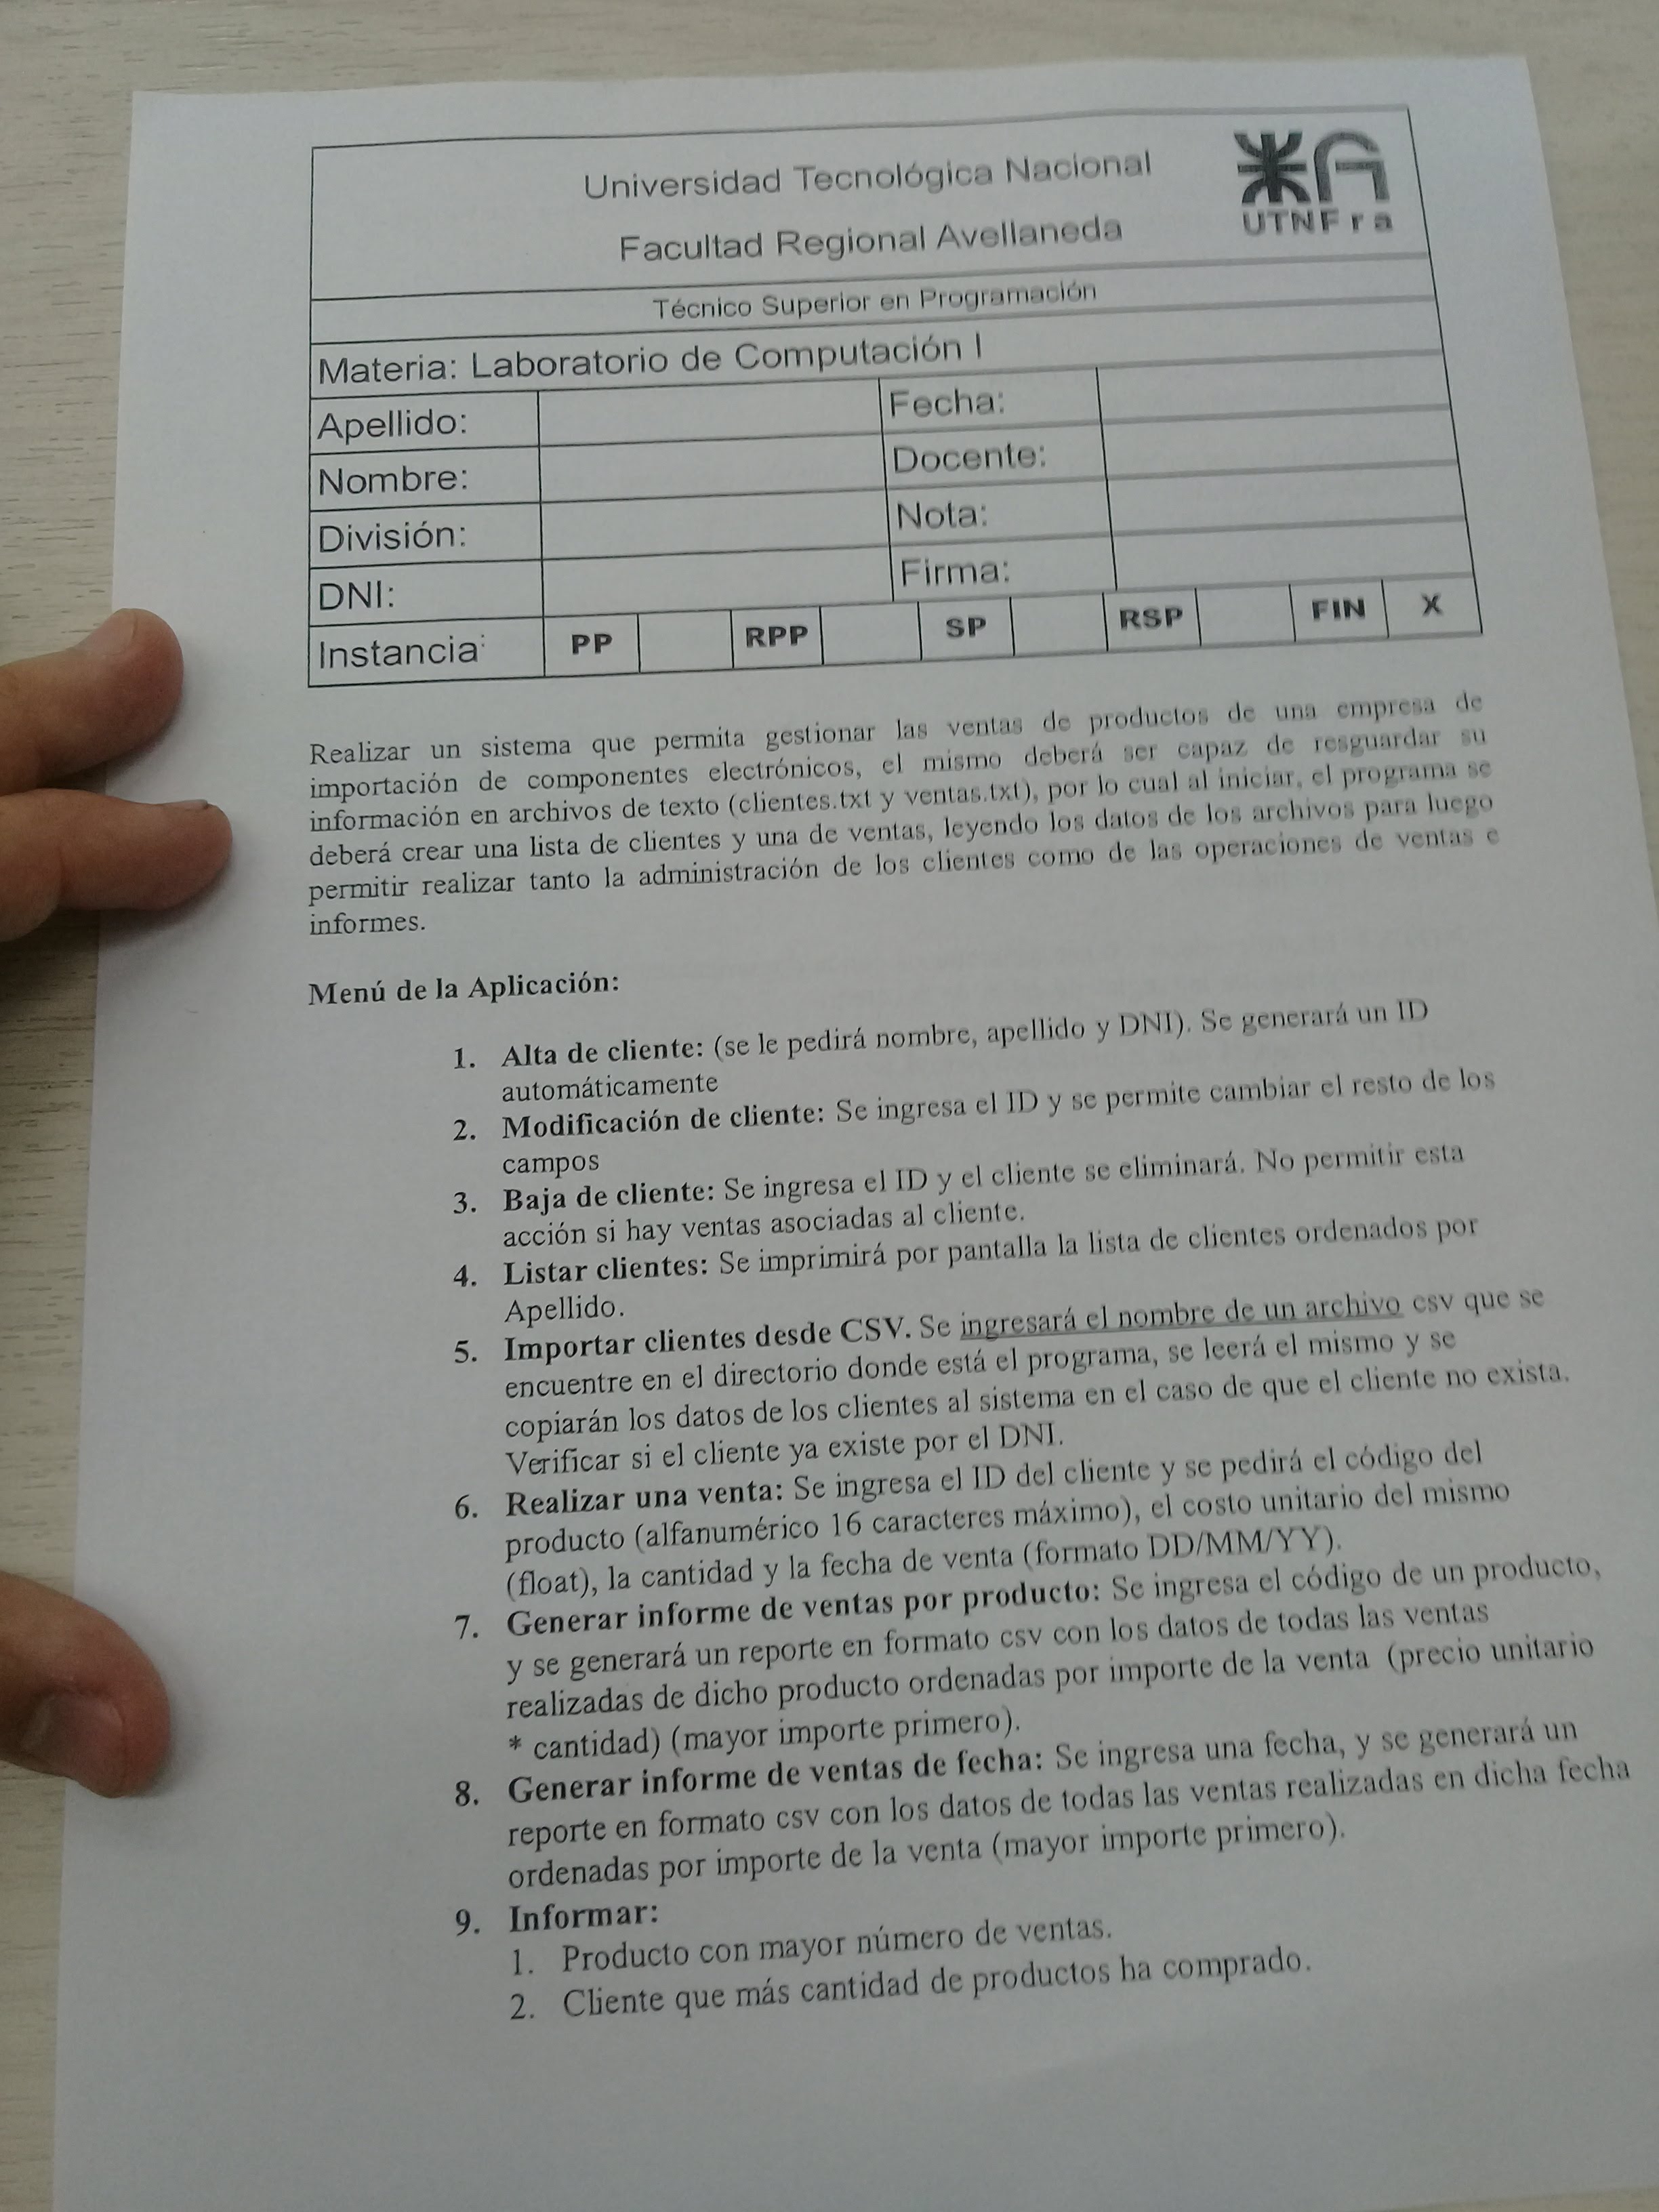 Universidad Tecnológica Nacional
Facultad Regional Avellaneda
UTNFra
Técnico Superior en Programación
Materia: Laboratorio de Computación I
Apellido: Fecha:
Nombre: Docente:
División: Nota:
DNI: Firma:
Instancia: PP RPP SP RSP FIN X
Realizar un sistema que permita gestionar las ventas de productos de una empresa de
importación de componentes electrónicos, el mismo deberá ser capaz de resguardar su
información en archivos de texto (clientes.txt y ventas.txt), por lo cual al iniciar, el programa se
deberá crear una lista de clientes y una de ventas, leyendo los datos de los archivos para luego
permitir realizar tanto la administración de los clientes como de las operaciones de ventas e
informes.
Menú de la Aplicación:
1. Alta de cliente: (se le pedirá nombre, apellido y DNI). Se generará un ID
automáticamente
2. Modificación de cliente: Se ingresa el ID y se permite cambiar el resto de los
campos
3. Baja de cliente: Se ingresa el ID y el cliente se eliminará. No permitir esta
acción si hay ventas asociadas al cliente.
4. Listar clientes: Se imprimirá por pantalla la lista de clientes ordenados por
Apellido.
5. Importar clientes desde CSV. Se ingresará el nombre de un archivo csv que se
encuentre en el directorio donde está el programa, se leerá el mismo y se
copiarán los datos de los clientes al sistema en el caso de que el cliente no exista.
Verificar si el cliente ya existe por el DNI.
6. Realizar una venta: Se ingresa el ID del cliente y se pedirá el código del
producto (alfanumérico 16 caracteres máximo), el costo unitario del mismo
(float), la cantidad y la fecha de venta (formato DD/MM/YY).
7. Generar informe de ventas por producto: Se ingresa el código de un producto,
y se generará un reporte en formato csv con los datos de todas las ventas
realizadas de dicho producto ordenadas por importe de la venta (precio unitario
* cantidad) (mayor importe primero).
8. Generar informe de ventas de fecha: Se ingresa una fecha, y se generará un
reporte en formato csv con los datos de todas las ventas realizadas en dicha fecha
ordenadas por importe de la venta (mayor importe primero).
9. Informar:
1. Producto con mayor número de ventas.
2. Cliente que más cantidad de productos ha comprado.